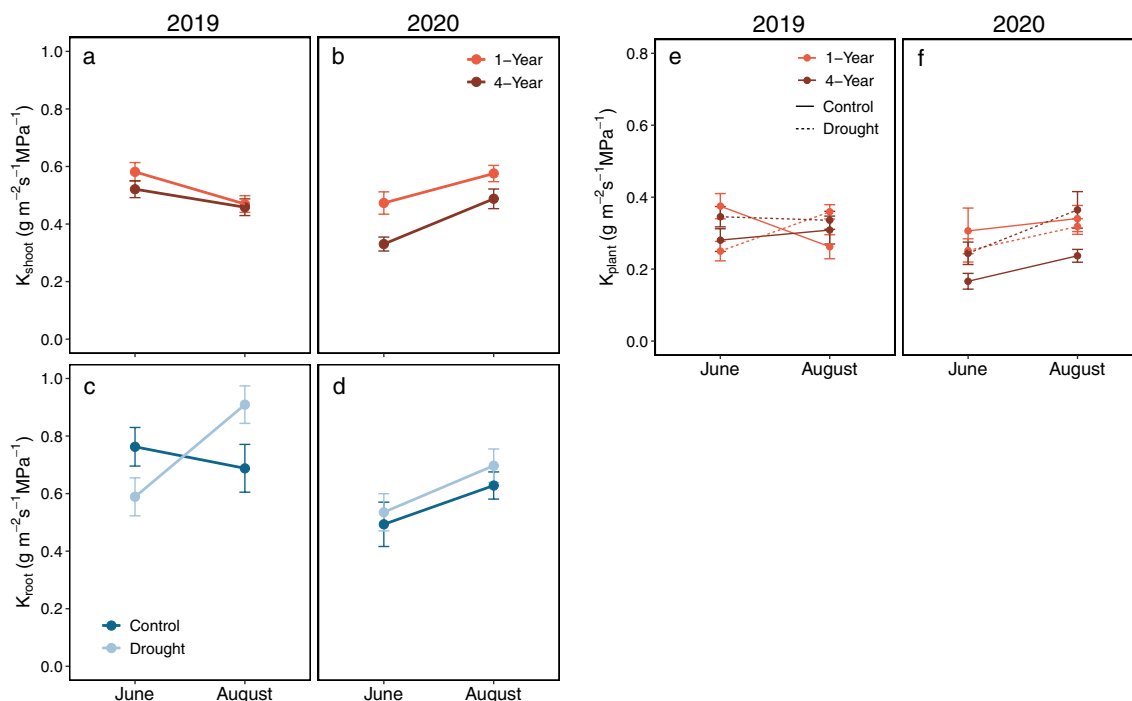 2019
2020
a
b
1−Year
4−Year
1.0
0.8
0.6
0.4
0.2
0.0
Kshoot (g m−2s−1MPa−1)
c
d
1.0
0.8
0.6
0.4
0.2
0.0
Kroot (g m−2s−1MPa−1)
Control
Drought
June
August
June
August
2019
2020
e
f
1−Year
4−Year
Control
Drought
0.8
0.6
0.4
0.2
0.0
Kplant (g m−2s−1MPa−1)
June
August
June
August